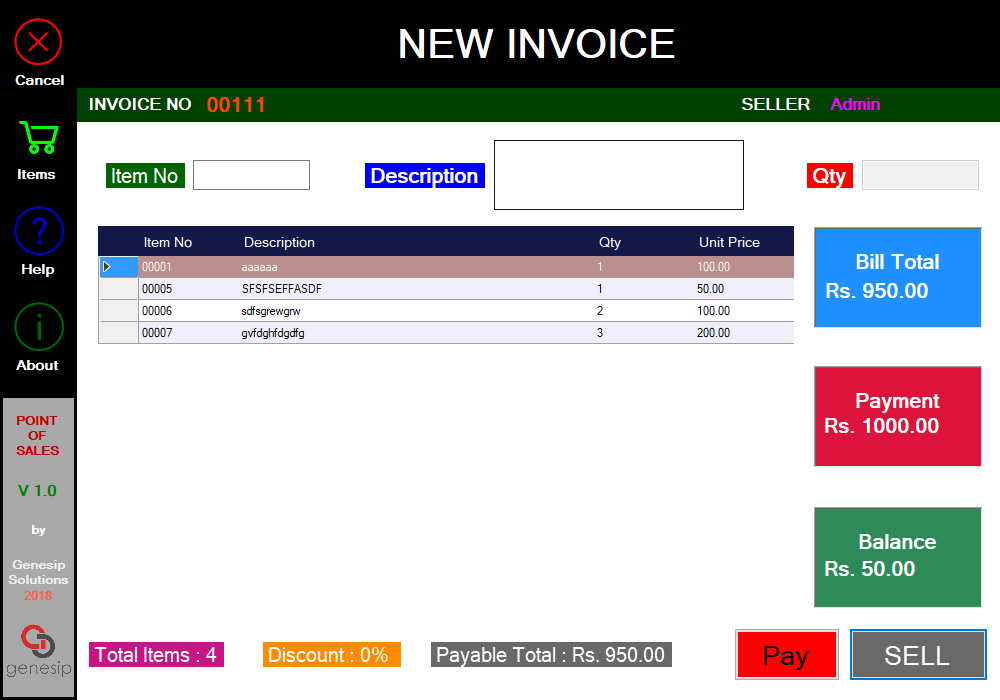 NEW INVOICE
Cancel
INVOICE NO 00111 SELLER Admin
Items
Item No Description Qty
Help
About
Item No Description Qty Unit Price
00001 aaaaaa 1 100.00
00005 SFSFSEFFASDF 1 50.00
00006 sdfsgrewgrw 2 100.00
00007 gvfdghfdgdfg 3 200.00
Bill Total
Rs. 950.00
Payment
Rs. 1000.00
Balance
Rs. 50.00
POINT
OF
SALES
V 1.0
by
Genesip
Solutions
2018
genesip
Total Items : 4 Discount : 0% Payable Total : Rs. 950.00
Pay SELL